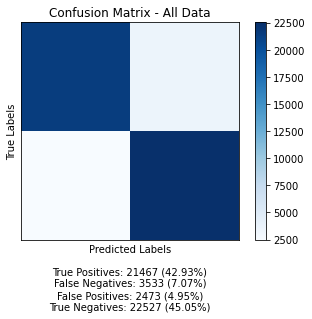 Confusion Matrix - All Data
True Labels
Predicted Labels
22500
20000
17500
15000
12500
10000
7500
5000
2500
True Positives: 21467 (42.93%)
False Negatives: 3533 (7.07%)
False Positives: 2473 (4.95%)
True Negatives: 22527 (45.05%)